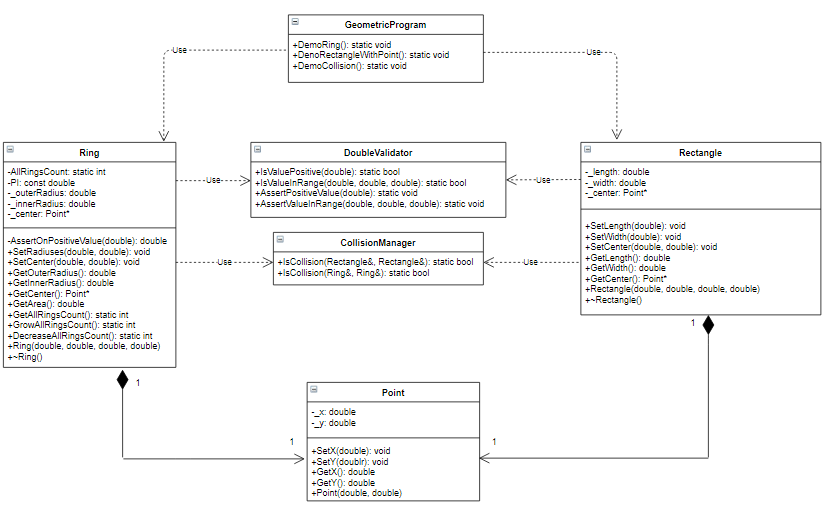 GeometricProgram
+DemoRing(): static void
+DenoRectangleWithPoint(): static void
+DemoCollision(): static void
Use
Use
Ring
-AllRingsCount: static int
-PI: const double
-_outerRadius: double
-_innerRadius: double
-_center: Point*
-AssertOnPositiveValue(double): double
+SetRadiuses(double, double): void
+SetCenter(double, double): void
+GetOuterRadius(): double
+GetInnerRadius(): double
+GetCenter(): Point*
+GetArea(): double
+GetAllRingsCount(): static int
+GrowAllRingsCount(): static int
+DecreaseAllRingsCount(): static int
+Ring(double, double, double, double)
+~Ring()
Use
Use
DoubleValidator
+IsValuePositive(double): static bool
+IsValueInRange(double, double, double): static bool
+AssertPositiveValue(double): static void
+AssertValueInRange(double, double, double): static void
CollisionManager
+IsCollision(Rectangle&, Rectangle&): static bool
+IsCollision(Ring&, Ring&): static bool
Use
Use
Rectangle
-_length: double
-_width: double
-_center: Point*
+SetLength(double): void
+SetWidth(double): void
+SetCenter(double, double): void
+GetLength(): double
+GetWidth(): double
+GetCenter(): Point*
+Rectangle(double, double, double, double)
+~Rectangle()
1
1
1
1
Point
-_x: double
-_y: double
+SetX(double): void
+SetY(doublr): void
+GetX(): double
+GetY(): double
+Point(double, double)